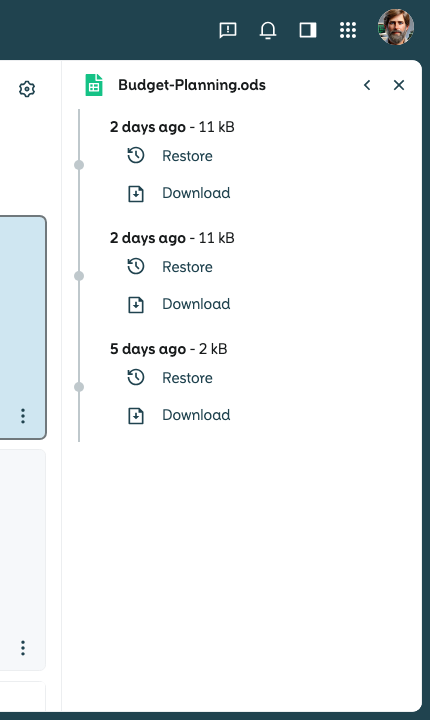 Budget-Planning.ods
2 days ago - 11 kB
Restore
Download
2 days ago - 11 kB
Restore
Download
5 days ago - 2 kB
Restore
Download